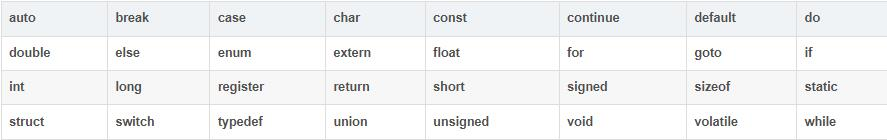 auto break case char const continue default do
double else enum extern float for goto if
int long register return short signed sizeof static
struct switch typedef union unsigned void volatile while